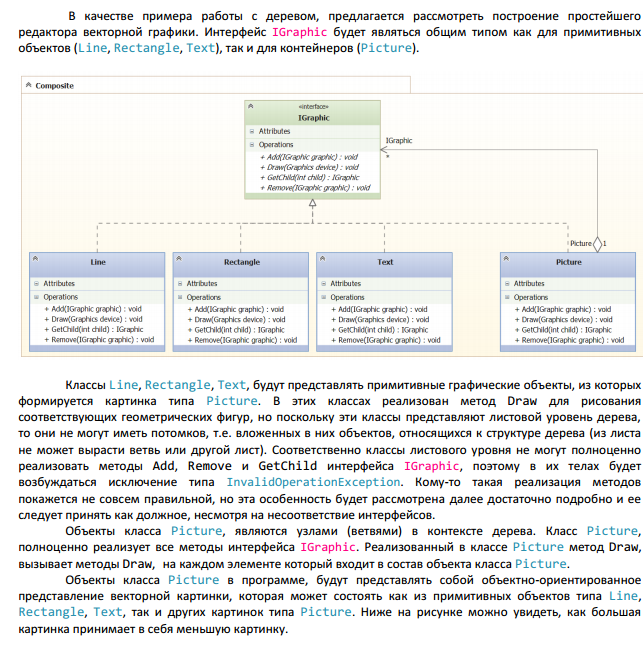 В качестве примера работы с деревом, предлагается рассмотреть построение простейшего
редактора векторной графики. Интерфейс IGraphic будет являться общим типом как для примитивных
объектов (Line, Rectangle, Text), так и для контейнеров (Picture).
Composite
«interface»
IGraphic
Attributes
Operations
+ Add(IGraphic graphic) : void
+ Draw(Graphics device) : void
+ GetChild(int child) : IGraphic
+ Remove(IGraphic graphic) : void
IGraphic
*
Picture 1
Line
Attributes
Operations
+ Add(IGraphic graphic) : void
+ Draw(Graphics device) : void
+ GetChild(int child) : IGraphic
+ Remove(IGraphic graphic) : void
Rectangle
Attributes
Operations
+ Add(IGraphic graphic) : void
+ Draw(Graphics device) : void
+ GetChild(int child) : IGraphic
+ Remove(IGraphic graphic) : void
Text
Attributes
Operations
+ Add(IGraphic graphic) : void
+ Draw(Graphics device) : void
+ GetChild(int child) : IGraphic
+ Remove(IGraphic graphic) : void
Picture
Attributes
Operations
+ Add(IGraphic graphic) : void
+ Draw(Graphics device) : void
+ GetChild(int child) : IGraphic
+ Remove(IGraphic graphic) : void
Классы Line, Rectangle, Text, будут представлять примитивные графические объекты, из которых
формируется картинка типа Picture. В этих классах реализован метод Draw для рисования
соответствующих геометрических фигур, но поскольку эти классы представляют листовой уровень дерева,
то они не могут иметь потомков, т.е. вложенных в них объектов, относящихся к структуре дерева (из листа
не может вырасти ветвь или другой лист). Соответственно классы листового уровня не могут полноценно
реализовать методы Add, Remove и GetChild интерфейса IGraphic, поэтому в их телах будет
возбуждаться исключение типа InvalidOperationException. Кому-то такая реализация методов
покажется не совсем правильной, но эта особенность будет рассмотрена далее достаточно подробно и ее
следует принять как должное, несмотря на несоответствие интерфейсов.
Объекты класса Picture, являются узлами (ветвями) в контексте дерева. Класс Picture,
полноценно реализует все методы интерфейса IGraphic. Реализованный в классе Picture метод Draw,
вызывает методы Draw, на каждом элементе который входит в состав объекта класса Picture.
Объекты класса Picture в программе, будут представлять собой объектно-ориентированное
представление векторной картинки, которая может состоять как из примитивных объектов типа Line,
Rectangle, Text, так и других картинок типа Picture. Ниже на рисунке можно увидеть, как большая
картинка принимает в себя меньшую картинку.